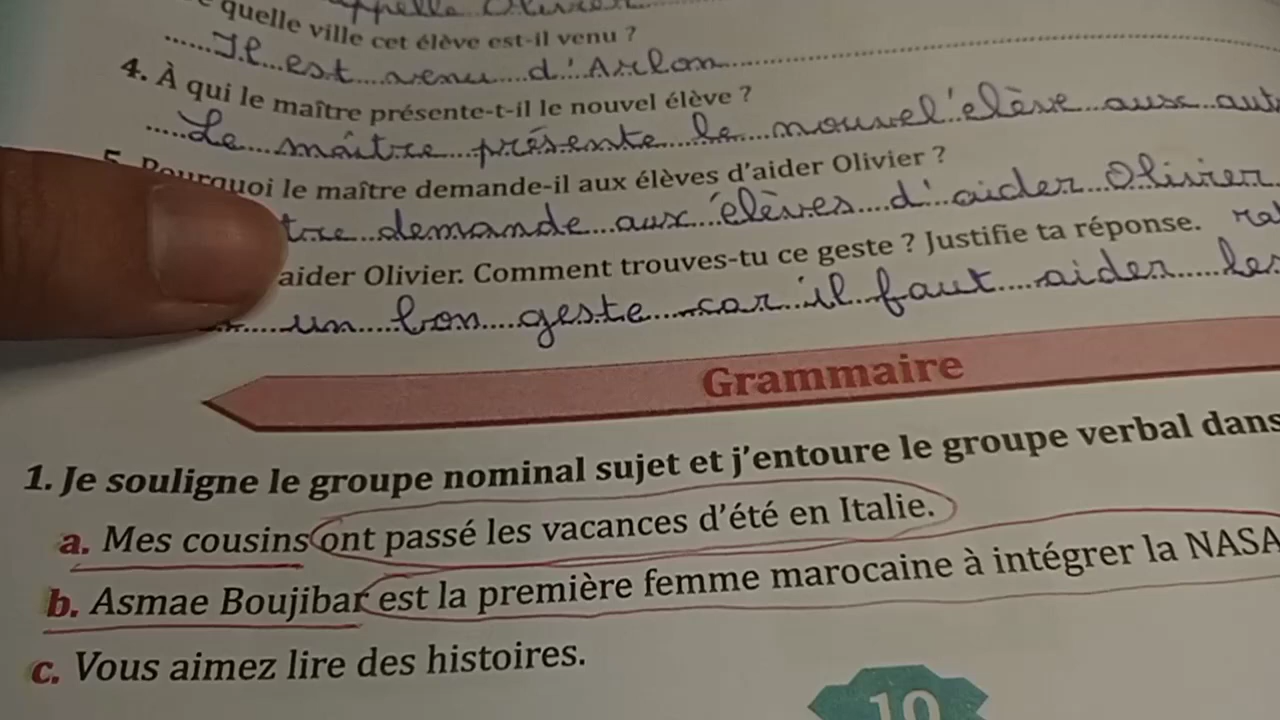 appelle Olivier
quelle ville cet élève est-il venu ?
Il est venu d'Arlon
4. À qui le maître présente-t-il le nouvel élève ?
Le maître présente le nouvel élève aux aut
5. Pourquoi le maître demande-il aux élèves d'aider Olivier ?
tre demande aux élèves d'aider Olivier
aider Olivier. Comment trouves-tu ce geste ? Justifie ta réponse.
un bon geste car il faut aider les
Grammaire
1. Je souligne le groupe nominal sujet et j'entoure le groupe verbal dans
a. Mes cousins ont passé les vacances d'été en Italie.
b. Asmae Boujibar est la première femme marocaine à intégrer la NASA
c. Vous aimez lire des histoires.
10